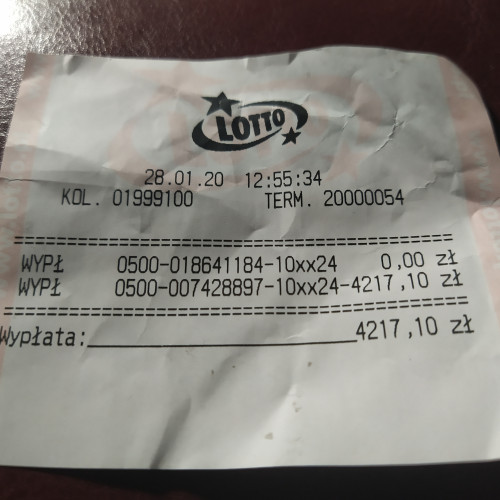 LOTTO
28.01.20 12:55:34
KOL. 01999100 TERM. 20000054
================================================
WYPŁ 0500-018641184-10xx24 0,00 zł
WYPŁ 0500-007428897-10xx24-4217,10 zł
================================================
Wypłata:______________________4217,10 zł